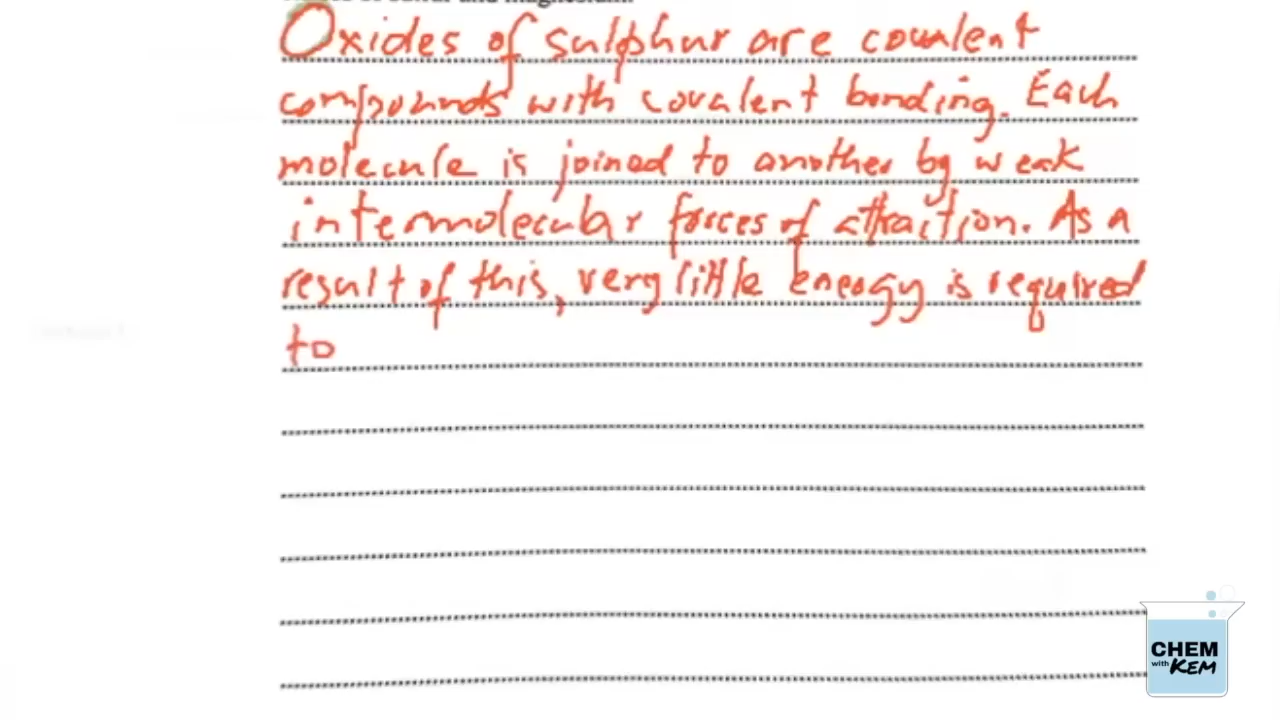 Oxides of sulphur are covalent
compounds with covalent bonding. Each
molecule is joined to another by weak
intermolecular forces of attraction. As a
result of this, very little energy is required
to
CHEM
with KEM